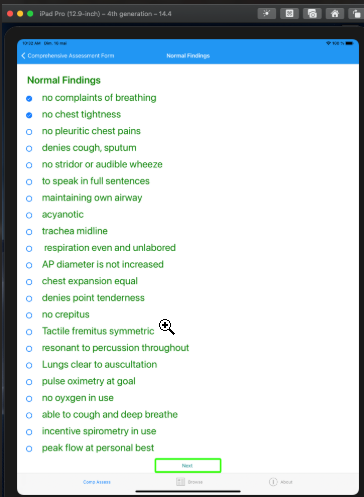 iPad Pro (12.9-inch) – 4th generation – 14.4
Comprehensive Assessment Form
Normal Findings
Normal Findings
no complaints of breathing
no chest tightness
no pleuritic chest pains
denies cough, sputum
no stridor or audible wheeze
to speak in full sentences
maintaining own airway
acyanotic
trachea midline
respiration even and unlabored
AP diameter is not increased
chest expansion equal
denies point tenderness
no crepitus
Tactile fremitus symmetric
resonant to percussion throughout
Lungs clear to auscultation
pulse oximetry at goal
no oyxgen in use
able to cough and deep breathe
incentive spirometry in use
peak flow at personal best
Next
Comp Assess
Browse
About